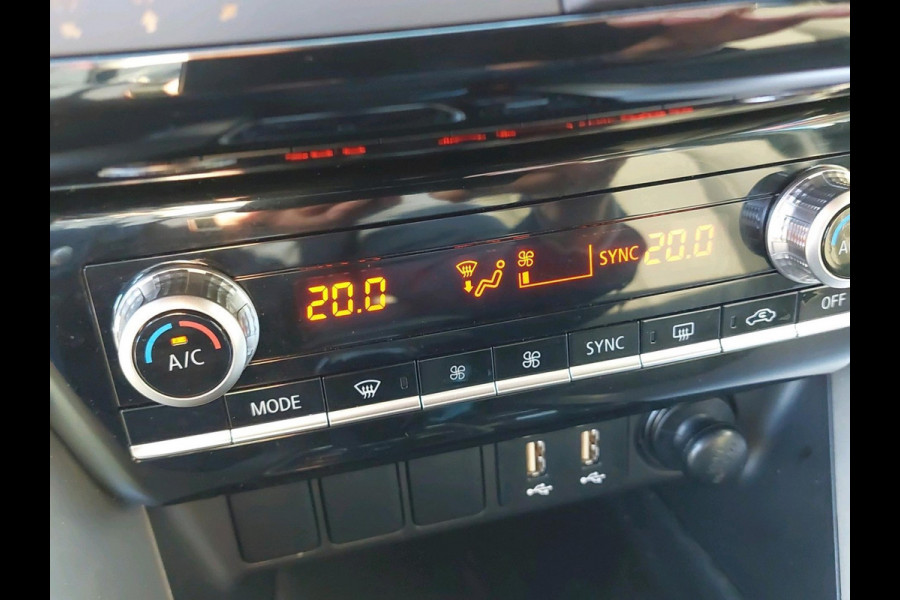 20.0 SYNC 20.0
A/C
MODE SYNC OFF